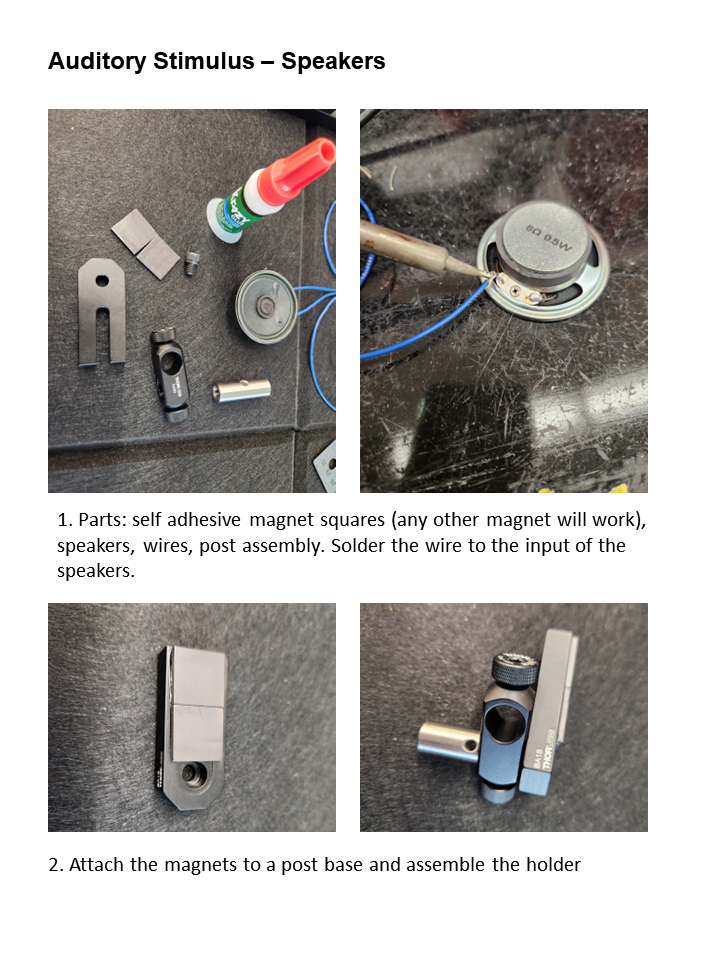 Auditory Stimulus – Speakers
8Ω 0.5W
1. Parts: self adhesive magnet squares (any other magnet will work),
speakers, wires, post assembly. Solder the wire to the input of the
speakers.
BA1S
THOR
2. Attach the magnets to a post base and assemble the holder